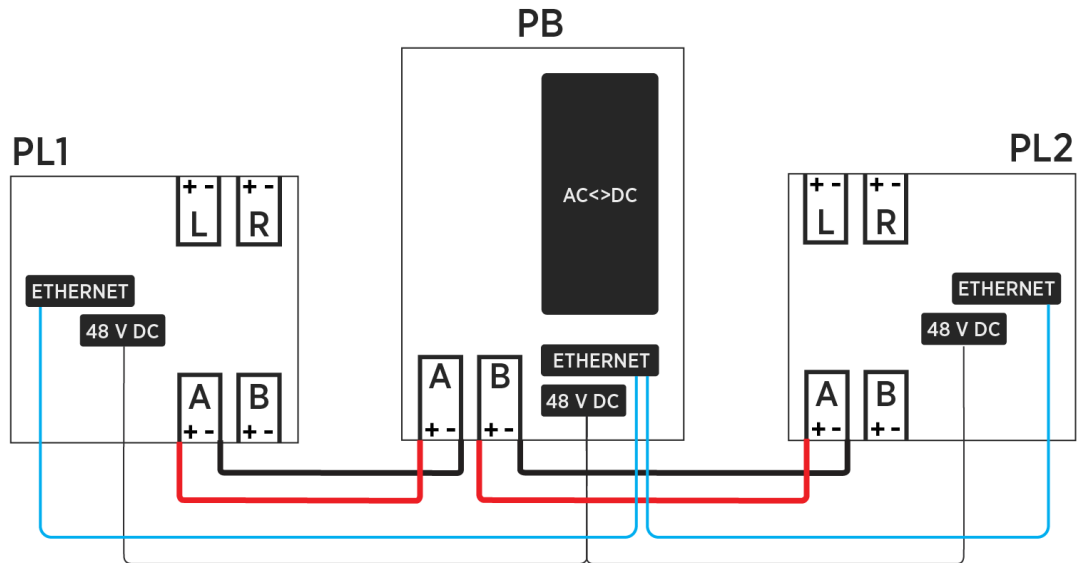 PB
PL1
PL2
+ - + -
L R
AC<>DC
+ - + -
L R
ETHERNET
48 V DC
ETHERNET
48 V DC
A B
+ - + -
A B
+ - + -
ETHERNET
48 V DC
A B
+ - + -